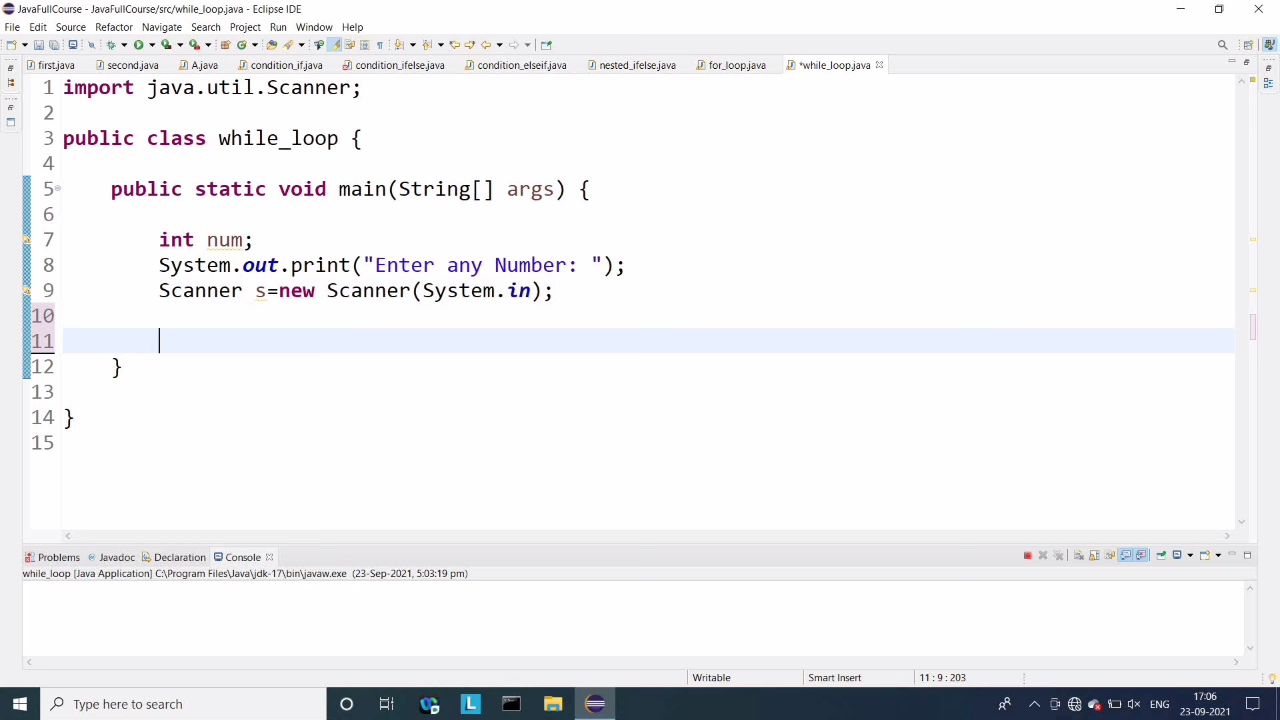 JavaFullCourse - JavaFullCourse/src/while_loop.java - Eclipse IDE
File Edit Source Refactor Navigate Search Project Run Window Help
first.java second.java A.java condition_if.java condition_ifelse.java condition_elseif.java nested_ifelse.java for_loop.java *while_loop.java
1 import java.util.Scanner;
2
3 public class while_loop {
4
5 public static void main(String[] args) {
6
7 int num;
8 System.out.print("Enter any Number: ");
9 Scanner s=new Scanner(System.in);
10
11
12 }
13
14 }
15
Problems Javadoc Declaration Console
while_loop [Java Application] C:\Program Files\Java\jdk-17\bin\javaw.exe (23-Sep-2021, 5:03:19 pm)
Writable Smart Insert 11 : 9 : 203
Type here to search L ENG 17:06
23-09-2021